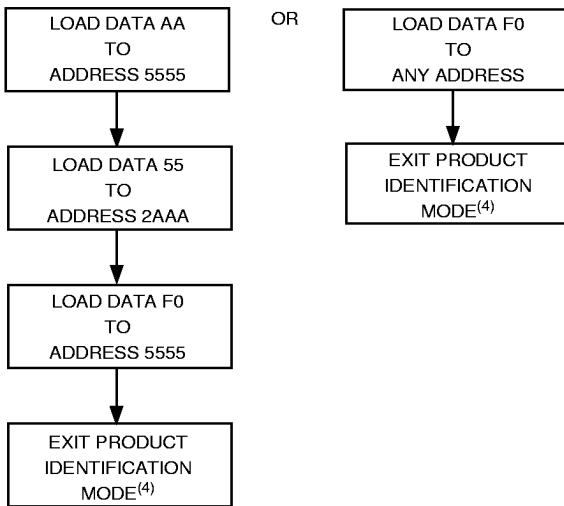 LOAD DATA AA
TO
ADDRESS 5555
LOAD DATA 55
TO
ADDRESS 2AAA
LOAD DATA F0
TO
ADDRESS 5555
EXIT PRODUCT
IDENTIFICATION
MODE(4)
OR
LOAD DATA F0
TO
ANY ADDRESS
EXIT PRODUCT
IDENTIFICATION
MODE(4)